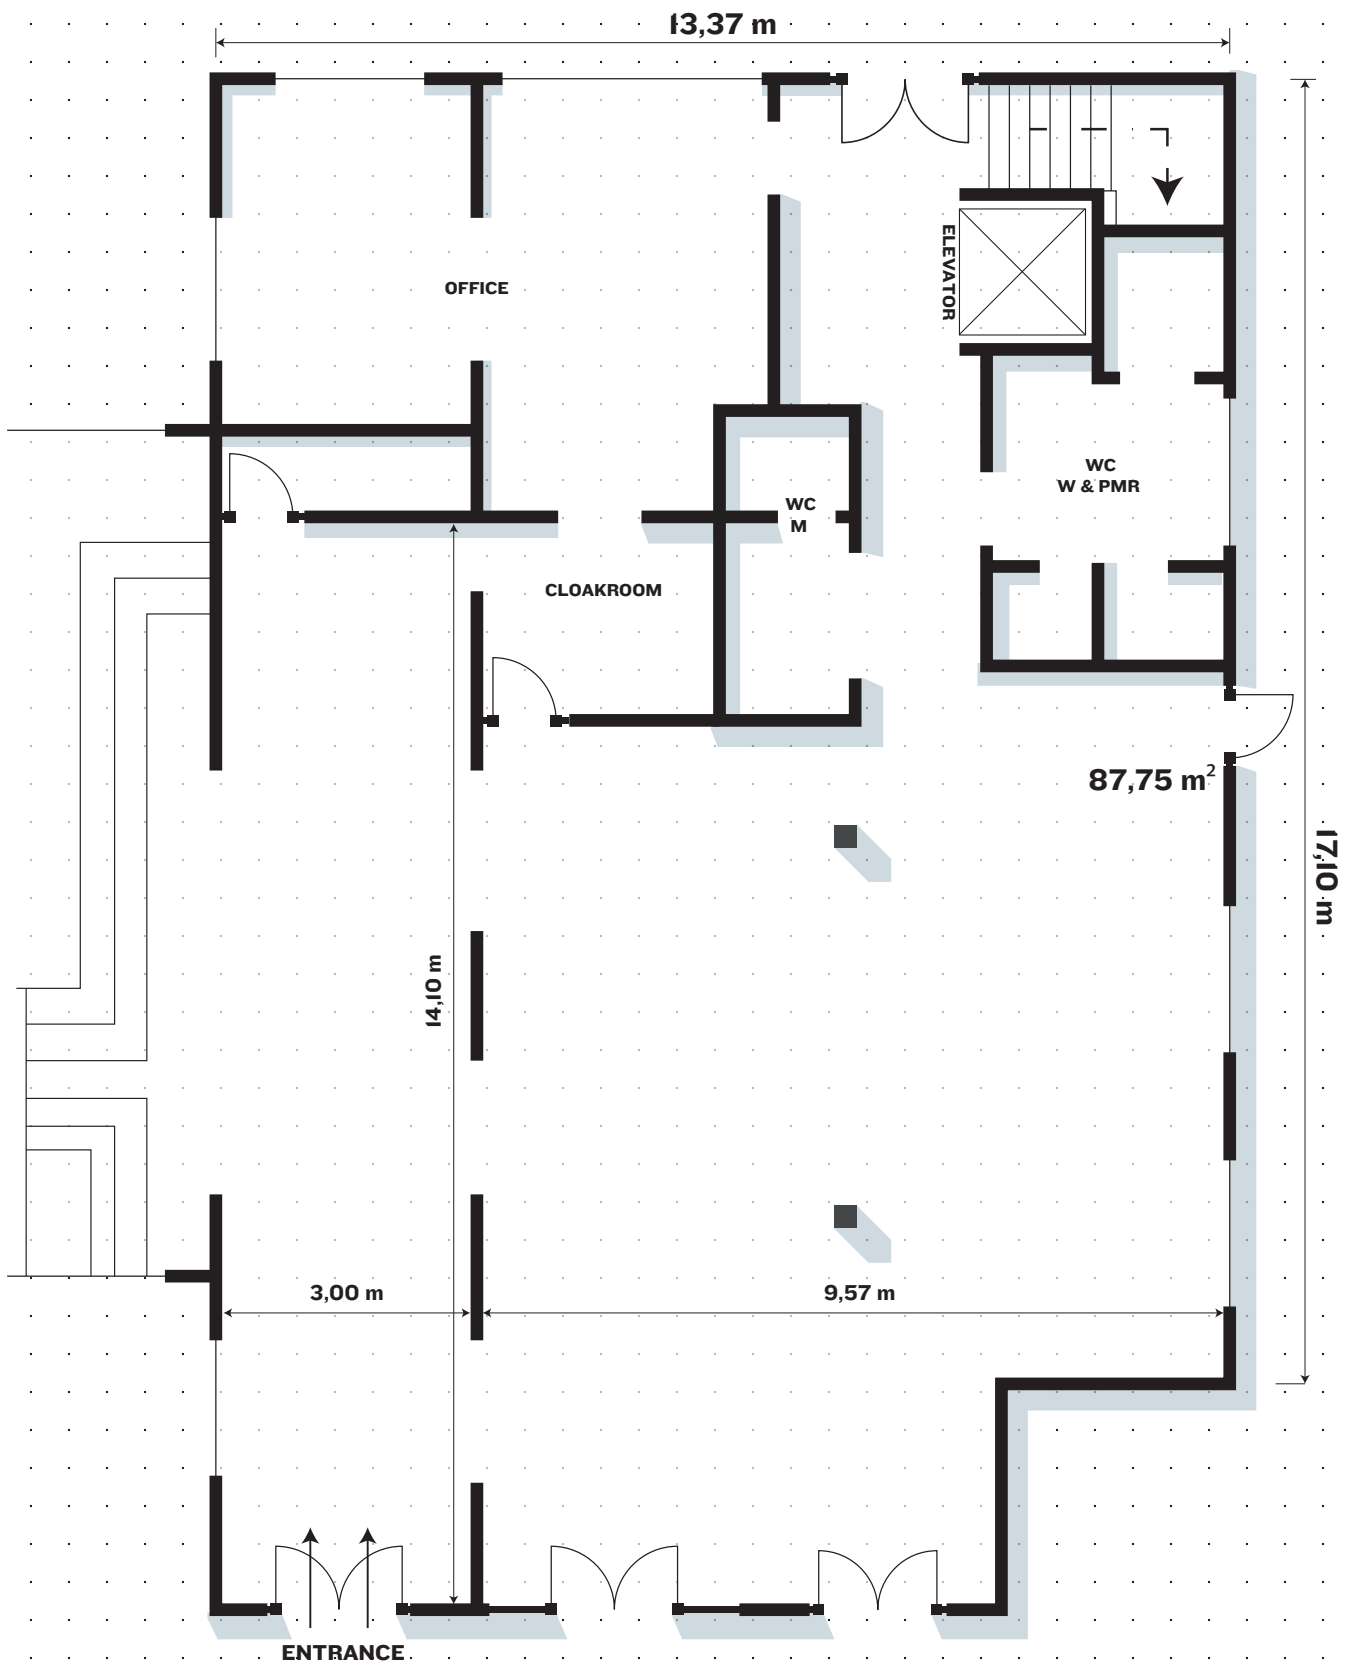 13,37 m
ELEVATOR
OFFICE
WC
W & PMR
WC
M
CLOAKROOM
87,75 m²
17,10 m
14,10 m
3,00 m
9,57 m
ENTRANCE